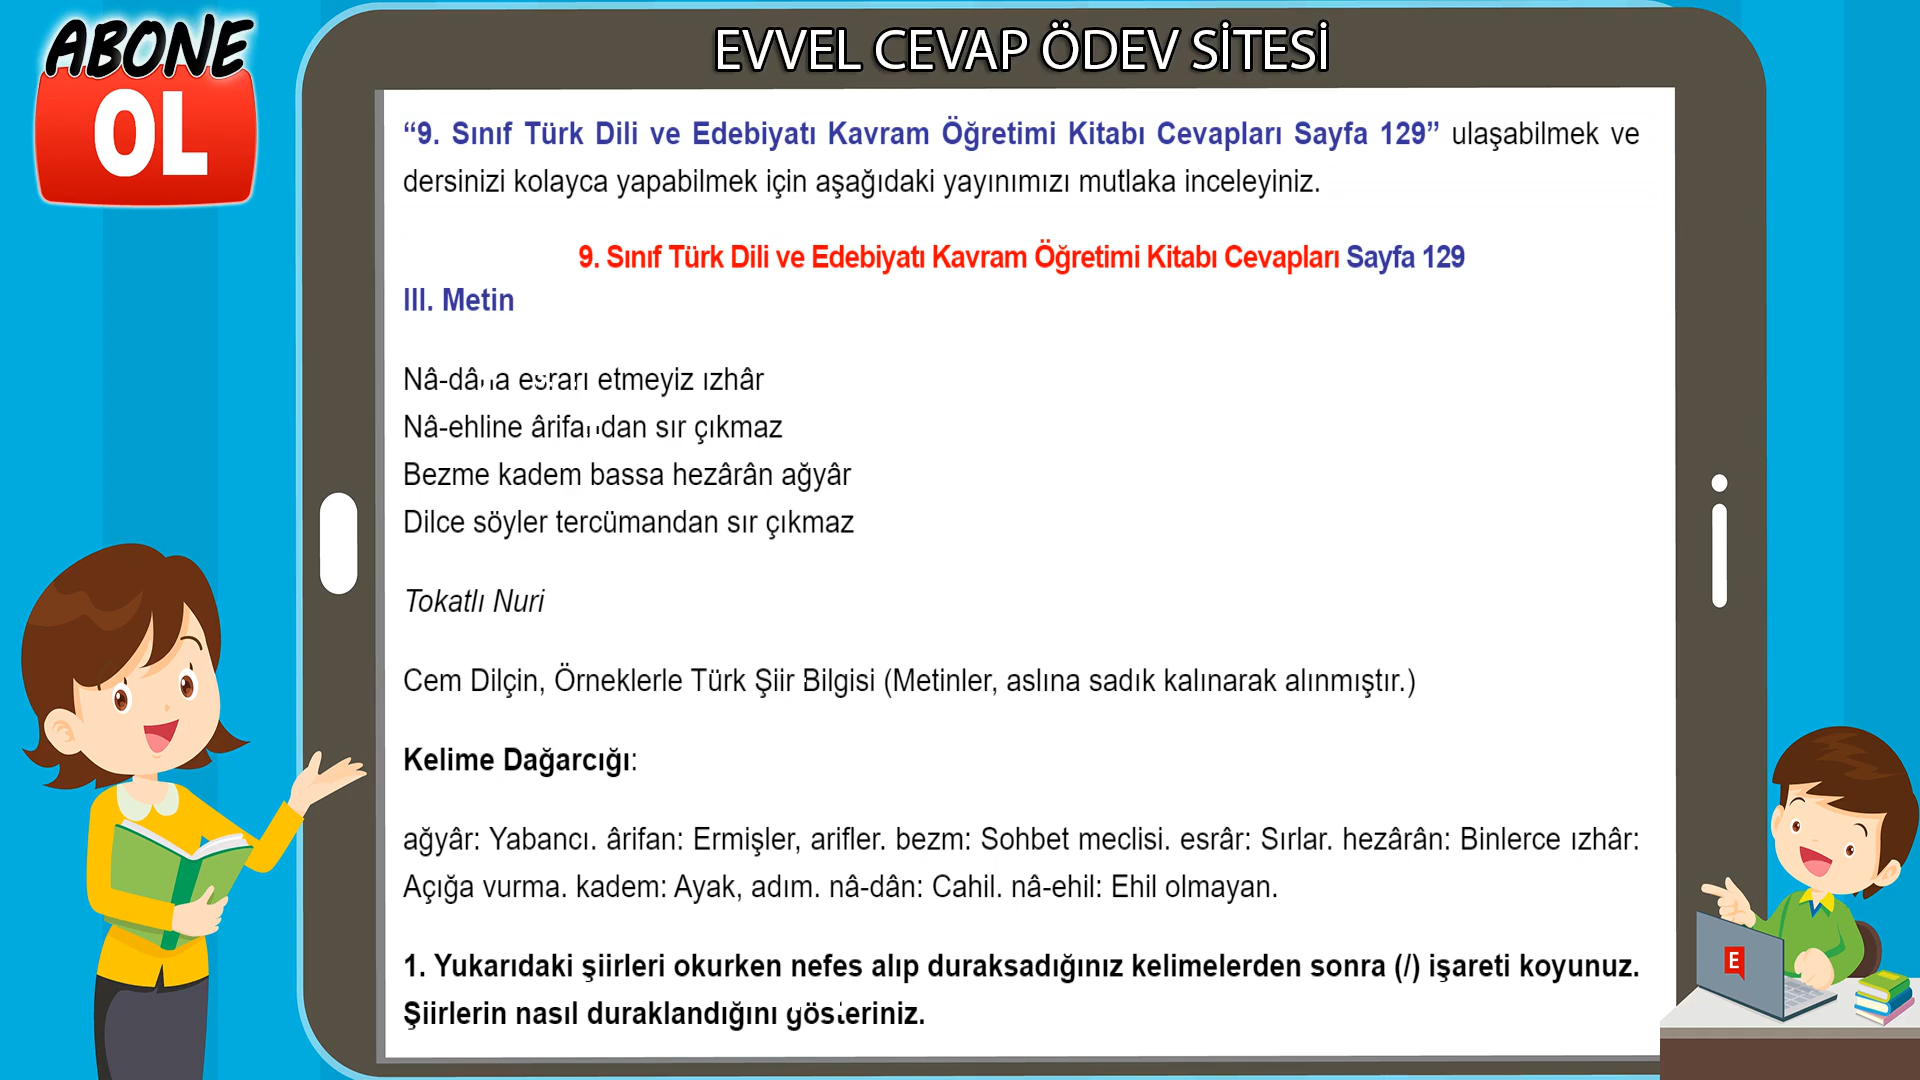 ABONE
OL
EVVEL CEVAP ÖDEV SİTESİ
“9. Sınıf Türk Dili ve Edebiyatı Kavram Öğretimi Kitabı Cevapları Sayfa 129” ulaşabilmek ve
dersinizi kolayca yapabilmek için aşağıdaki yayınımızı mutlaka inceleyiniz.
9. Sınıf Türk Dili ve Edebiyatı Kavram Öğretimi Kitabı Cevapları Sayfa 129
III. Metin
Nâ-dâna esrarı etmeyiz ızhâr
Nâ-ehline ârifandan sır çıkmaz
Bezme kadem bassa hezârân ağyâr
Dilce söyler tercümandan sır çıkmaz
Tokatlı Nuri
Cem Dilçin, Örneklerle Türk Şiir Bilgisi (Metinler, aslına sadık kalınarak alınmıştır.)
Kelime Dağarcığı:
ağyâr: Yabancı. ârifan: Ermişler, arifler. bezm: Sohbet meclisi. esrâr: Sırlar. hezârân: Binlerce ızhâr:
Açığa vurma. kadem: Ayak, adım. nâ-dân: Cahil. nâ-ehil: Ehil olmayan.
1. Yukarıdaki şiirleri okurken nefes alıp duraksadığınız kelimelerden sonra (/) işareti koyunuz.
Şiirlerin nasıl duraklandığını gösteriniz.
E